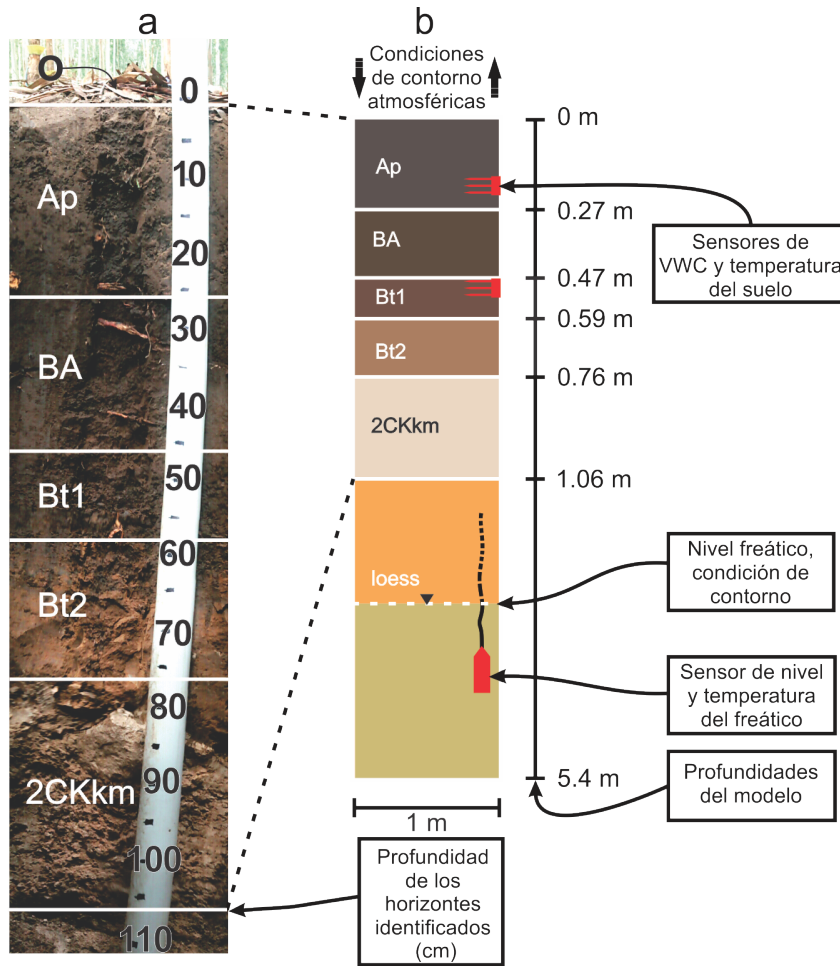 a
O
0
10
Ap
20
30
BA
40
50
Bt1
60
Bt2
70
80
90
2CKkm
100
110
b
Condiciones
de contorno
atmosféricas
Ap
BA
Bt1
Bt2
2CKkm
loess
0 m
0.27 m
0.47 m
0.59 m
0.76 m
1.06 m
5.4 m
1 m
Sensores de
VWC y temperatura
del suelo
Nivel freático,
condición de
contorno
Sensor de nivel
y temperatura
del freático
Profundidades
del modelo
Profundidad
de los
horizontes
identificados
(cm)